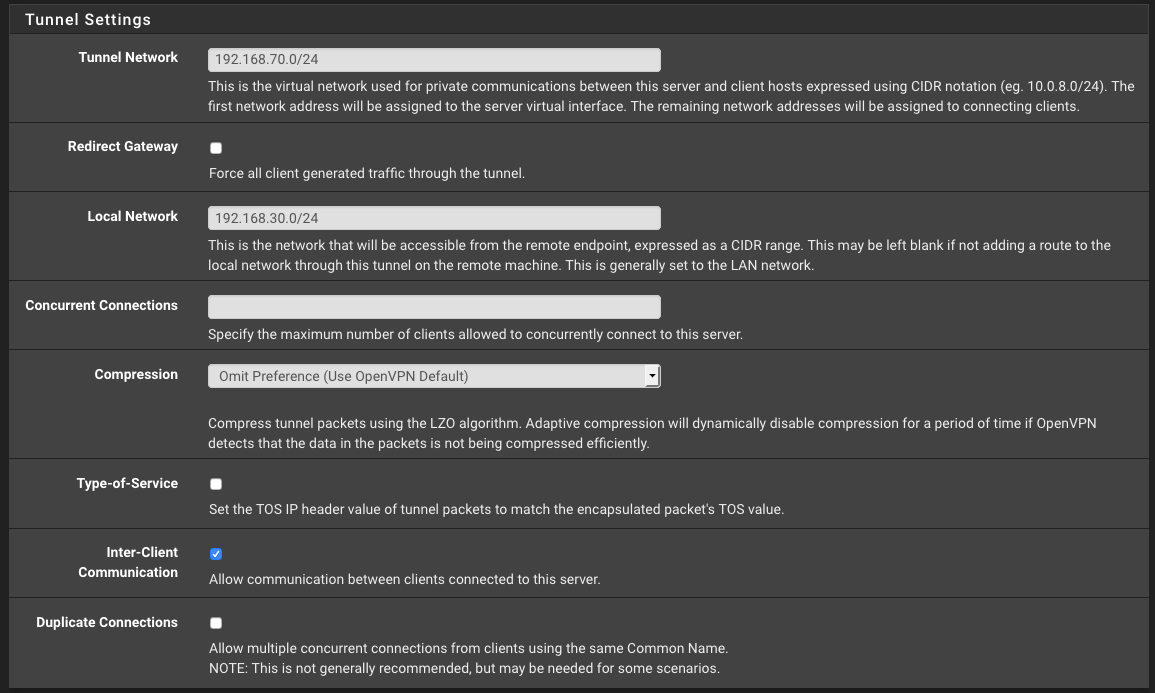 Tunnel Settings
Tunnel Network
192.168.70.0/24
This is the virtual network used for private communications between this server and client hosts expressed using CIDR notation (eg. 10.0.8.0/24). The
first network address will be assigned to the server virtual interface. The remaining network addresses will be assigned to connecting clients.
Redirect Gateway
Force all client generated traffic through the tunnel.
Local Network
192.168.30.0/24
This is the network that will be accessible from the remote endpoint, expressed as a CIDR range. This may be left blank if not adding a route to the
local network through this tunnel on the remote machine. This is generally set to the LAN network.
Concurrent Connections
Specify the maximum number of clients allowed to concurrently connect to this server.
Compression
Omit Preference (Use OpenVPN Default)
Compress tunnel packets using the LZO algorithm. Adaptive compression will dynamically disable compression for a period of time if OpenVPN
detects that the data in the packets is not being compressed efficiently.
Type-of-Service
Set the TOS IP header value of tunnel packets to match the encapsulated packet's TOS value.
Inter-Client
Communication
Allow communication between clients connected to this server.
Duplicate Connections
Allow multiple concurrent connections from clients using the same Common Name.
NOTE: This is not generally recommended, but may be needed for some scenarios.